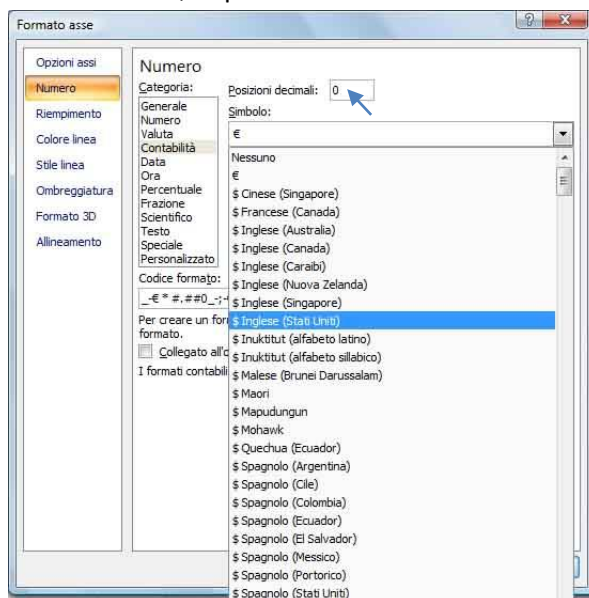 Formato asse
Opzioni assi
Numero
Riempimento
Colore linea
Stile linea
Ombreggiatura
Formato 3D
Allineamento
Numero
Categoria:
Generale
Numero
Valuta
Contabilità
Data
Ora
Percentuale
Frazione
Scientifico
Testo
Speciale
Personalizzato
Posizioni decimali: 0
Simbolo:
€
Nessuno
€
$ Cinese (Singapore)
$ Francese (Canada)
$ Inglese (Australia)
$ Inglese (Canada)
$ Inglese (Caraibi)
$ Inglese (Nuova Zelanda)
$ Inglese (Singapore)
$ Inglese (Stati Uniti)
$ Inuktitut (alfabeto latino)
$ Inuktitut (alfabeto sillabico)
$ Malese (Brunei Darussalam)
$ Maori
$ Mapudungun
$ Mohawk
$ Quechua (Ecuador)
$ Spagnolo (Argentina)
$ Spagnolo (Cile)
$ Spagnolo (Colombia)
$ Spagnolo (Ecuador)
$ Spagnolo (El Salvador)
$ Spagnolo (Messico)
$ Spagnolo (Portorico)
$ Spagnolo (Stati Uniti)
Codice formato:
_-€ * #.##0_-;-
Per creare un for
formato.
Collegato all'o
I formati contabili